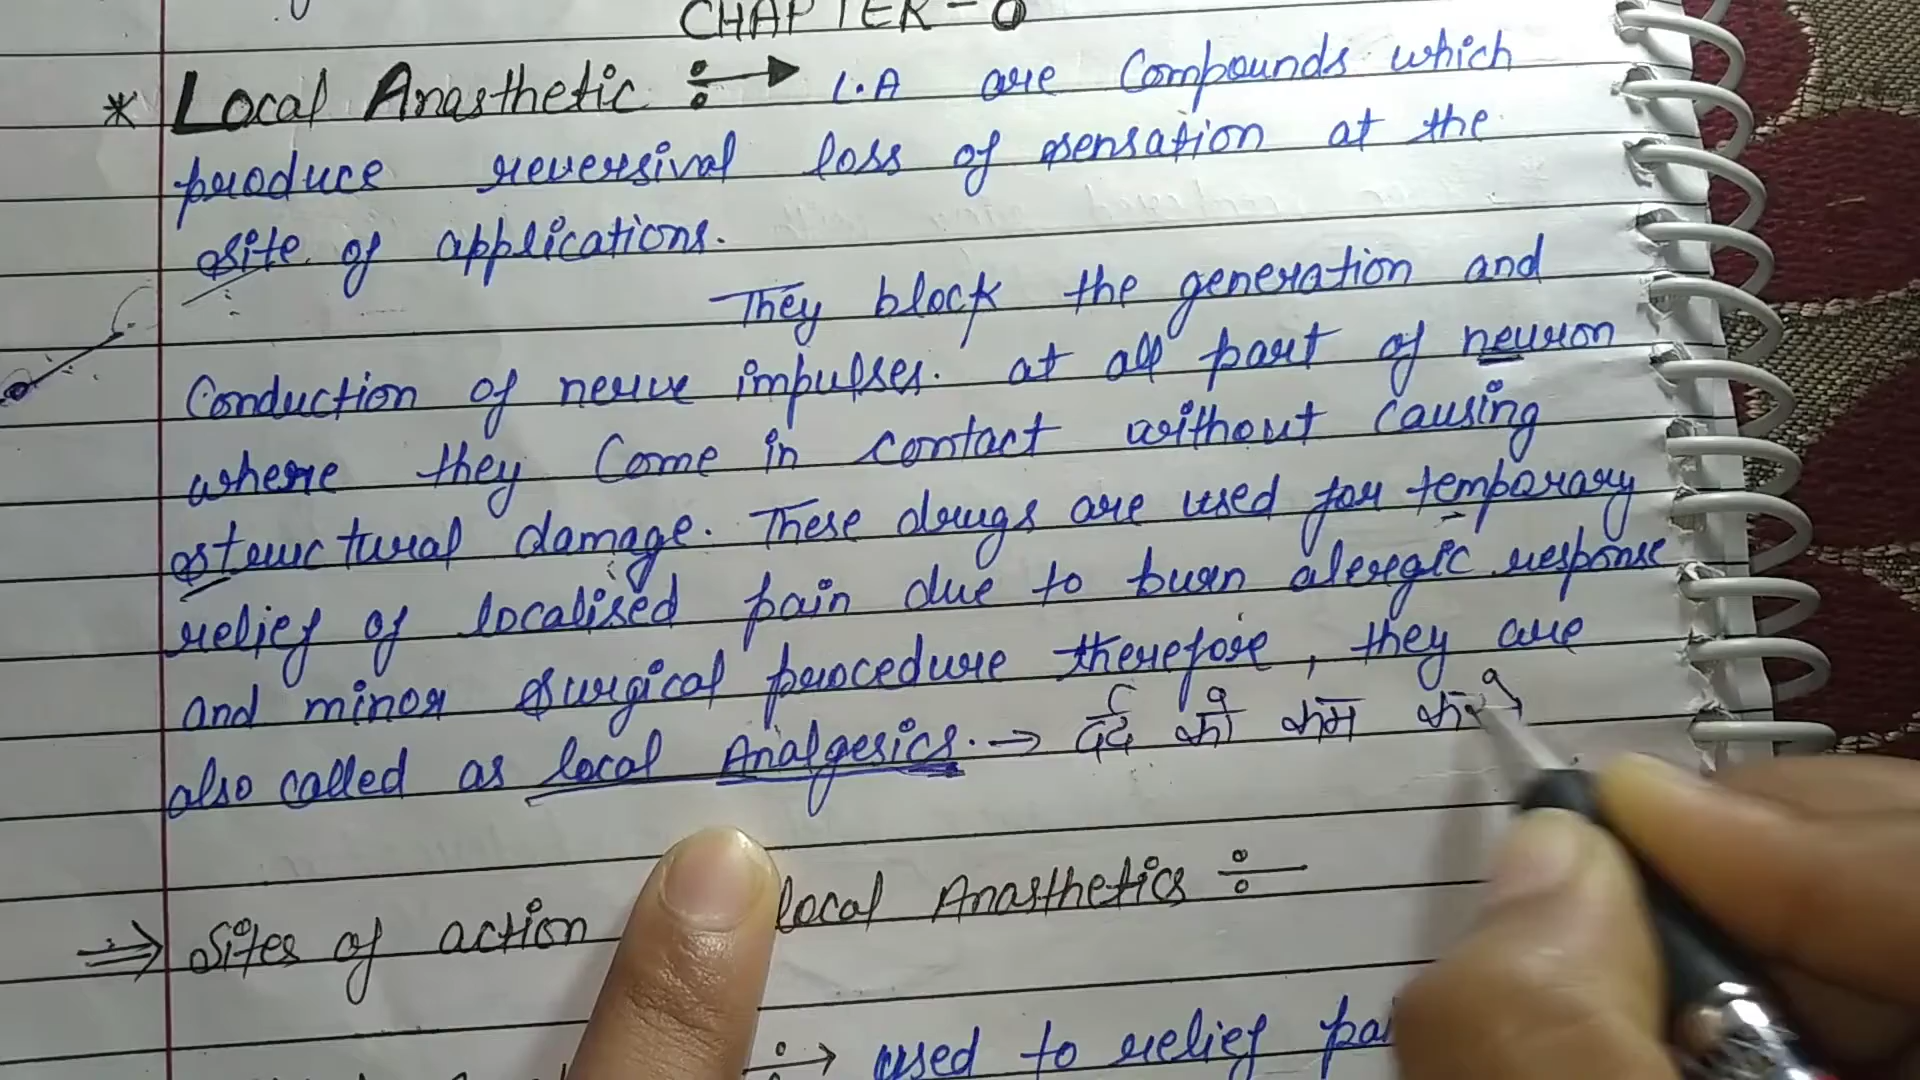 CHAPTER - 0
* Local Anasthetic ÷→ L.A are Compounds which
produce reversival loss of sensation at the
site of applications.
They block the generation and
Conduction of nerve impulses. at all part of neuron
where they Come in contact without causing
structural damage. These drugs are used for temporary
relief of localised pain due to burn alergic response
and minor surgical procedure therefore, they are
also called as local Analgesics. → दर्द को कम
⇒ Sites of action local Anasthetics ÷
÷→ used to relief